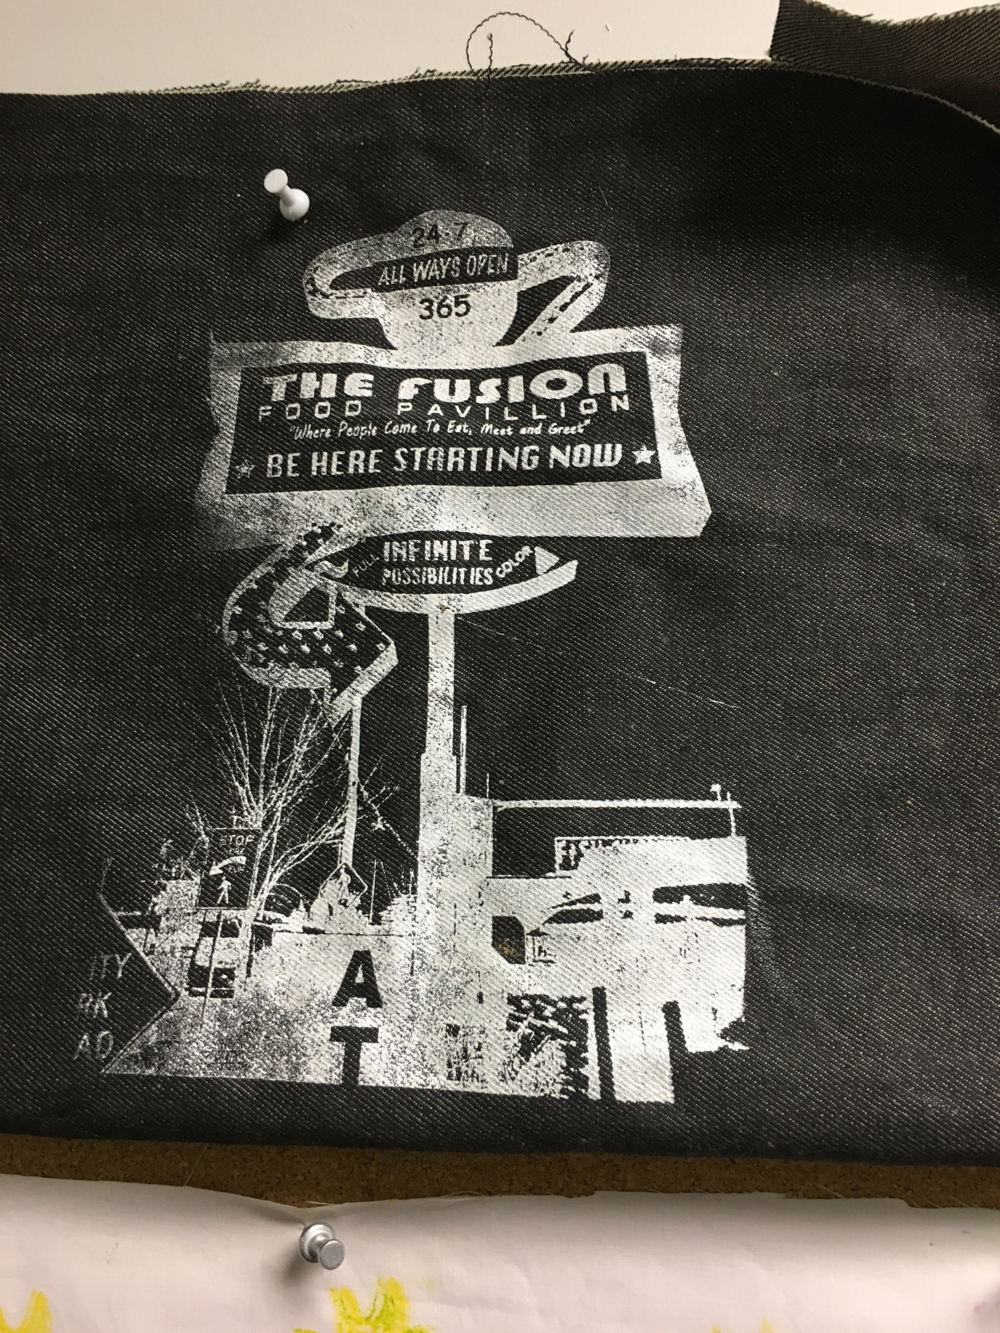 24·7
ALL WAYS OPEN
365
THE FUSION
FOOD PAVILLION
"Where People Come To Eat, Meet and Greet"
★ BE HERE STARTING NOW ★
FULL INFINITE COLOR
POSSIBILITIES
STOP
A
T
ITY
RK
AD